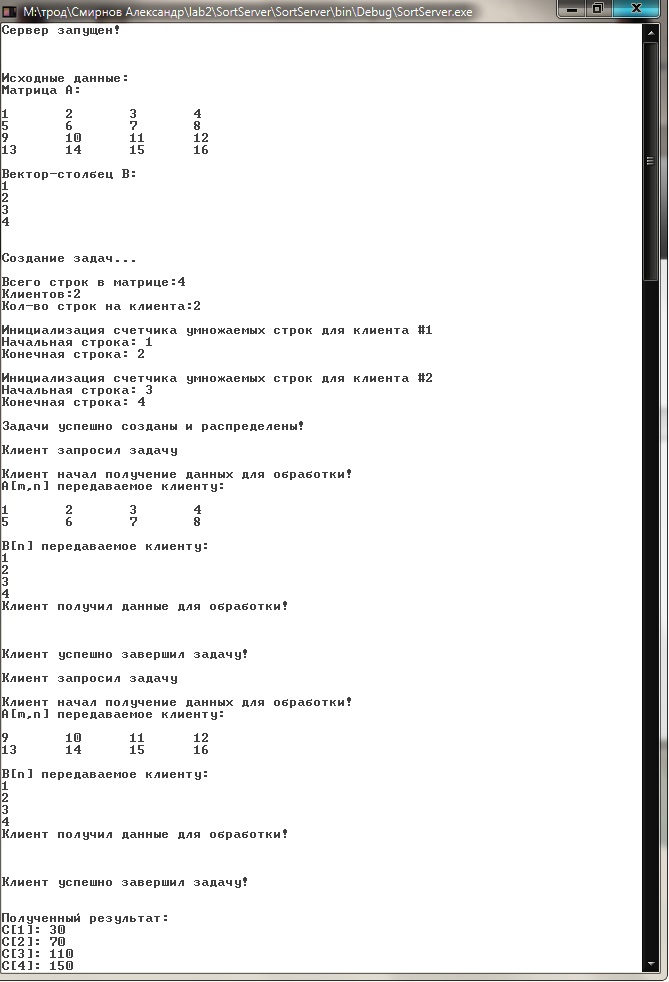 M:\трод\Смирнов Александр\lab2\SortServer\SortServer\bin\Debug\SortServer.exe
Сервер запущен!
Исходные данные:
Матрица A:
1 2 3 4
5 6 7 8
9 10 11 12
13 14 15 16
Вектор-столбец B:
1
2
3
4
Создание задач...
Всего строк в матрице:4
Клиентов:2
Кол-во строк на клиента:2
Инициализация счетчика умножаемых строк для клиента #1
Начальная строка: 1
Конечная строка: 2
Инициализация счетчика умножаемых строк для клиента #2
Начальная строка: 3
Конечная строка: 4
Задачи успешно созданы и распределены!
Клиент запросил задачу
Клиент начал получение данных для обработки!
A[m,n] передаваемое клиенту:
1 2 3 4
5 6 7 8
B[n] передаваемое клиенту:
1
2
3
4
Клиент получил данные для обработки!
Клиент успешно завершил задачу!
Клиент запросил задачу
Клиент начал получение данных для обработки!
A[m,n] передаваемое клиенту:
9 10 11 12
13 14 15 16
B[n] передаваемое клиенту:
1
2
3
4
Клиент получил данные для обработки!
Клиент успешно завершил задачу!
Полученный результат:
C[1]: 30
C[2]: 70
C[3]: 110
C[4]: 150